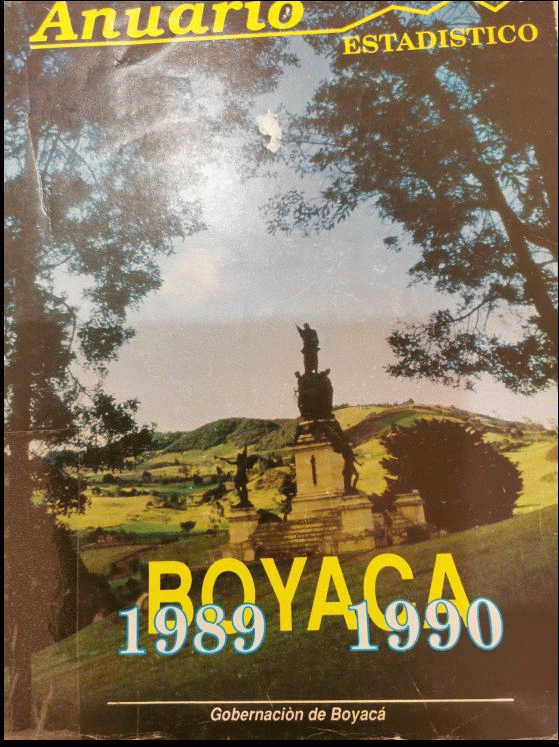 Anuario
ESTADISTICO
BOYACA
1989 1990
Gobernaciòn de Boyacá